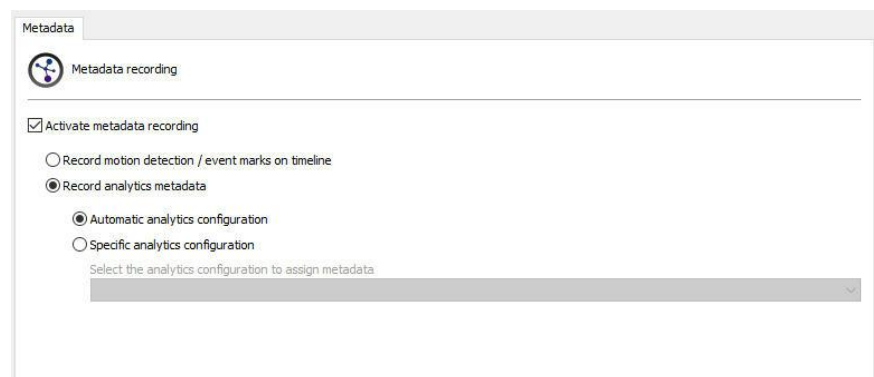 Metadata
Metadata recording
Activate metadata recording
Record motion detection / event marks on timeline
Record analytics metadata
Automatic analytics configuration
Specific analytics configuration
Select the analytics configuration to assign metadata